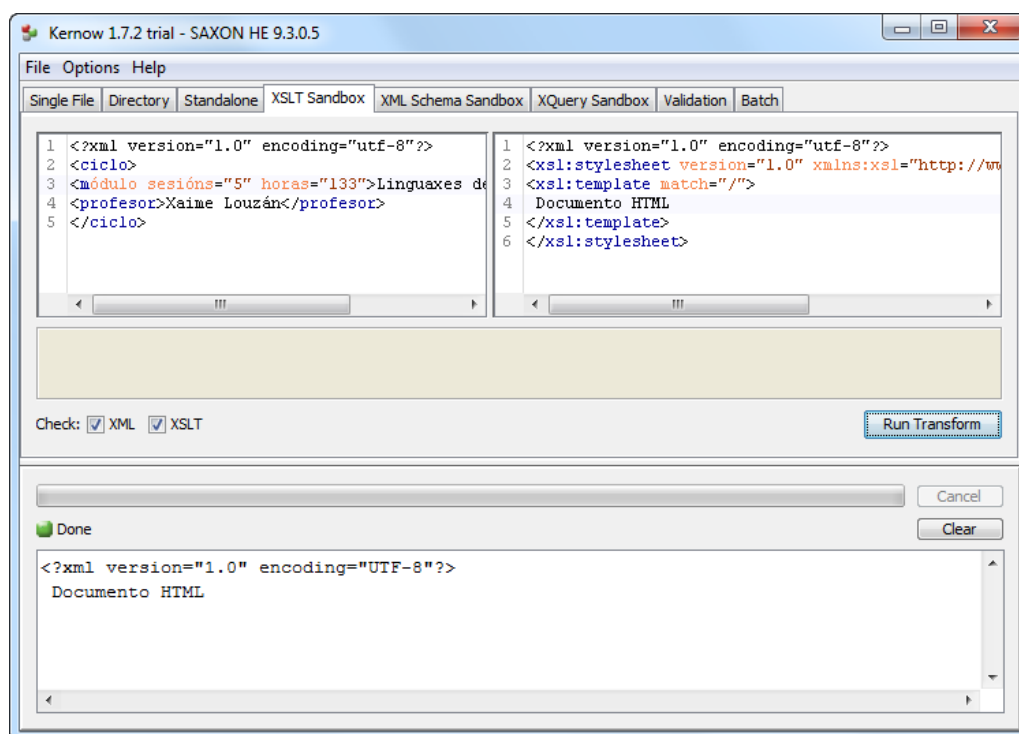 Kernow 1.7.2 trial - SAXON HE 9.3.0.5
File Options Help
Single File Directory Standalone XSLT Sandbox XML Schema Sandbox XQuery Sandbox Validation Batch
1 <?xml version="1.0" encoding="utf-8"?>
2 <ciclo>
3 <módulo sesións="5" horas="133">Linguaxes de
4 <profesor>Xaime Louzán</profesor>
5 </ciclo>
1 <?xml version="1.0" encoding="utf-8"?>
2 <xsl:stylesheet version="1.0" xmlns:xsl="http://ww
3 <xsl:template match="/">
4 Documento HTML
5 </xsl:template>
6 </xsl:stylesheet>
Check: XML XSLT
Run Transform
Cancel
Done
Clear
<?xml version="1.0" encoding="UTF-8"?>
Documento HTML